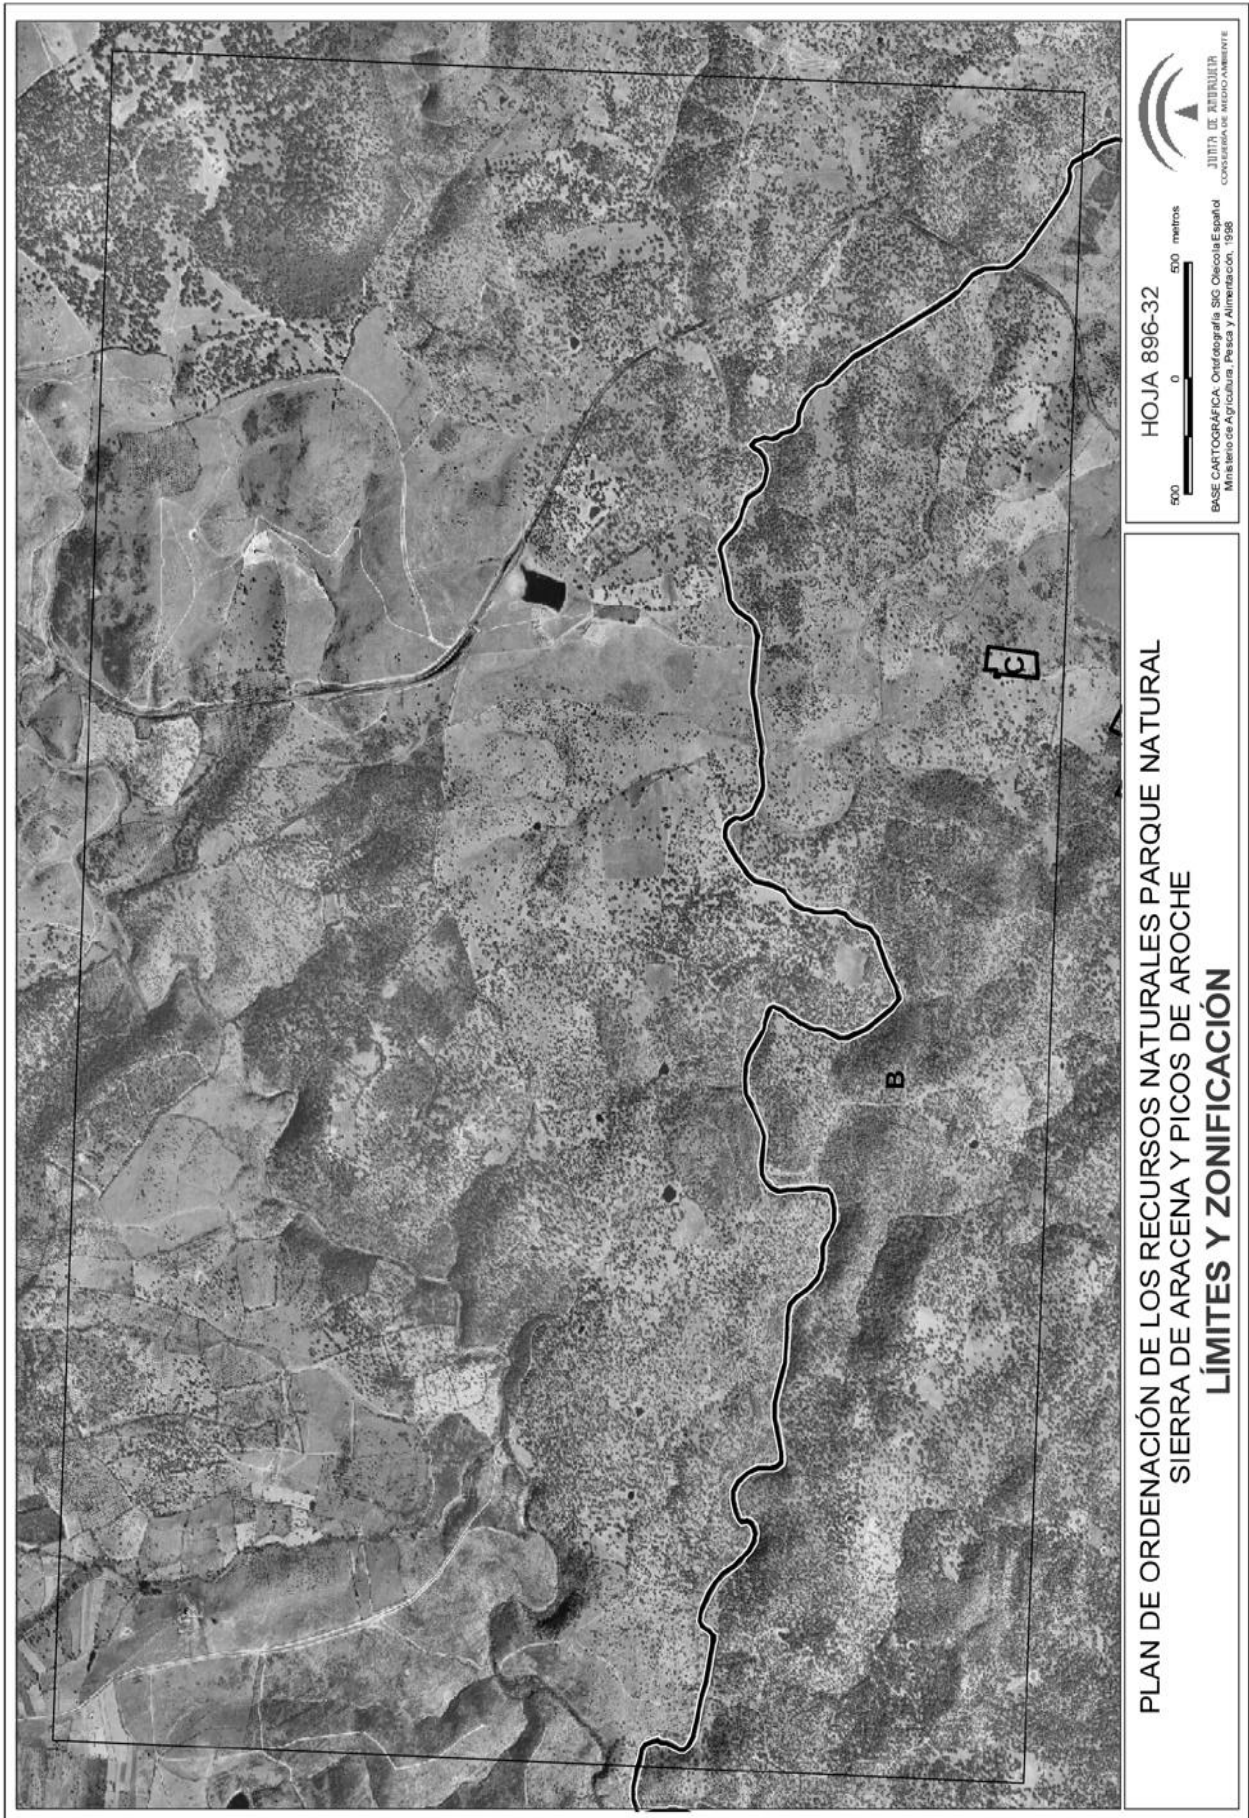 C
B
PLAN DE ORDENACIÓN DE LOS RECURSOS NATURALES PARQUE NATURAL
SIERRA DE ARACENA Y PICOS DE AROCHE
LÍMITES Y ZONIFICACIÓN
HOJA 896-32
500 0 500 metros
BASE CARTOGRÁFICA: Ortofotografía SIG Oleícola Español
Ministerio de Agricultura, Pesca y Alimentación, 1998
JUNTA DE ANDALUCIA
CONSEJERÍA DE MEDIO AMBIENTE